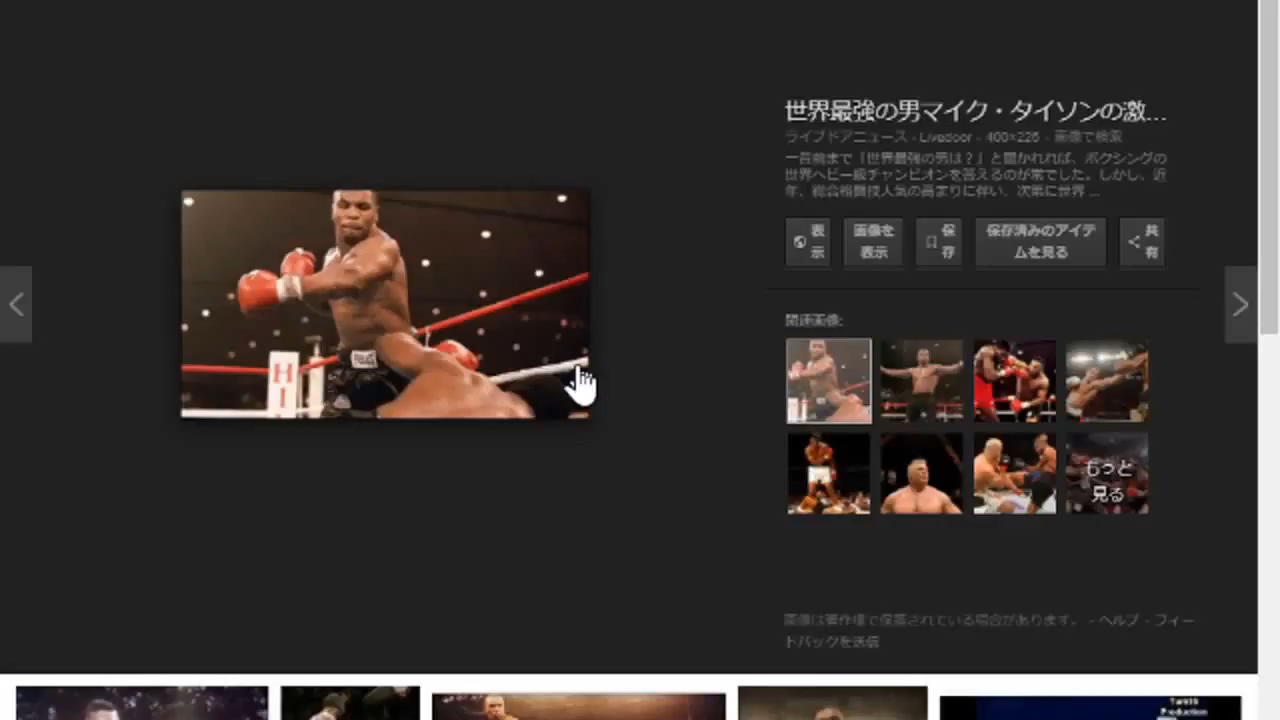 世界最強の男マイク・タイソンの激...
ライブドアニュース - Livedoor - 400×226 - 画像で検索
一昔前まで「世界最強の男は？」と聞かれれば、ボクシングの
世界ヘビー級チャンピオンを答えるのが常でした。しかし、近
年、総合格闘技人気の高まりに伴い、次第に世界 ...
表示
画像を表示
保存
保存済みのアイテムを見る
共有
関連画像:
HI
もっと
見る
画像は著作権で保護されている場合があります。 - ヘルプ - フィー
ドバックを送信
Production